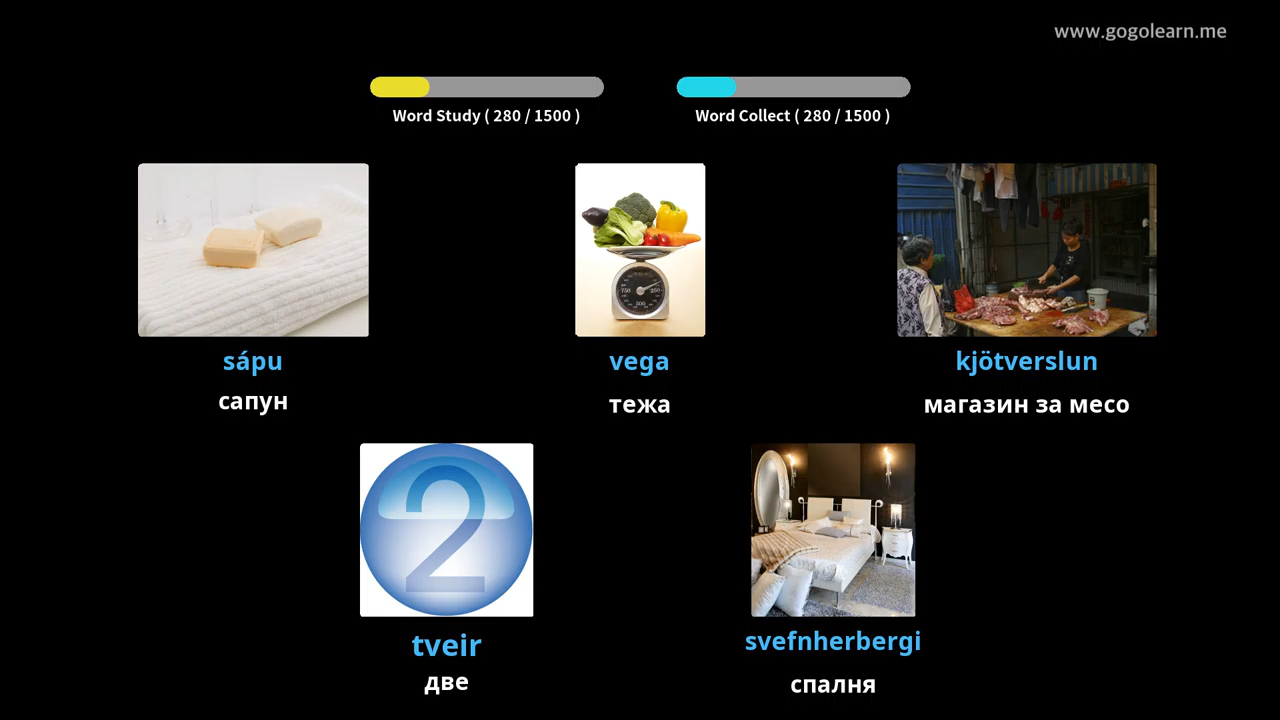 www.gogolearn.me
Word Study ( 280 / 1500 )
Word Collect ( 280 / 1500 )
sápu
vega
kjötverslun
сапун
тежа
магазин за месо
2
tveir
svefnherbergi
две
спалня